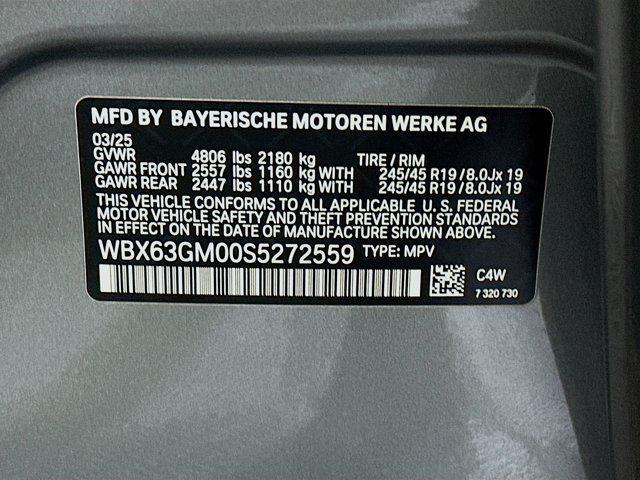 MFD BY BAYERISCHE MOTOREN WERKE AG
03/25
GVWR 4806 lbs 2180 kg TIRE / RIM
GAWR FRONT 2557 lbs 1160 kg WITH 245/45 R19 / 8.0Jx 19
GAWR REAR 2447 lbs 1110 kg WITH 245/45 R19 / 8.0Jx 19
THIS VEHICLE CONFORMS TO ALL APPLICABLE U. S. FEDERAL
MOTOR VEHICLE SAFETY AND THEFT PREVENTION STANDARDS
IN EFFECT ON THE DATE OF MANUFACTURE SHOWN ABOVE.
WBX63GM00S5272559 TYPE: MPV
C4W
7 320 730